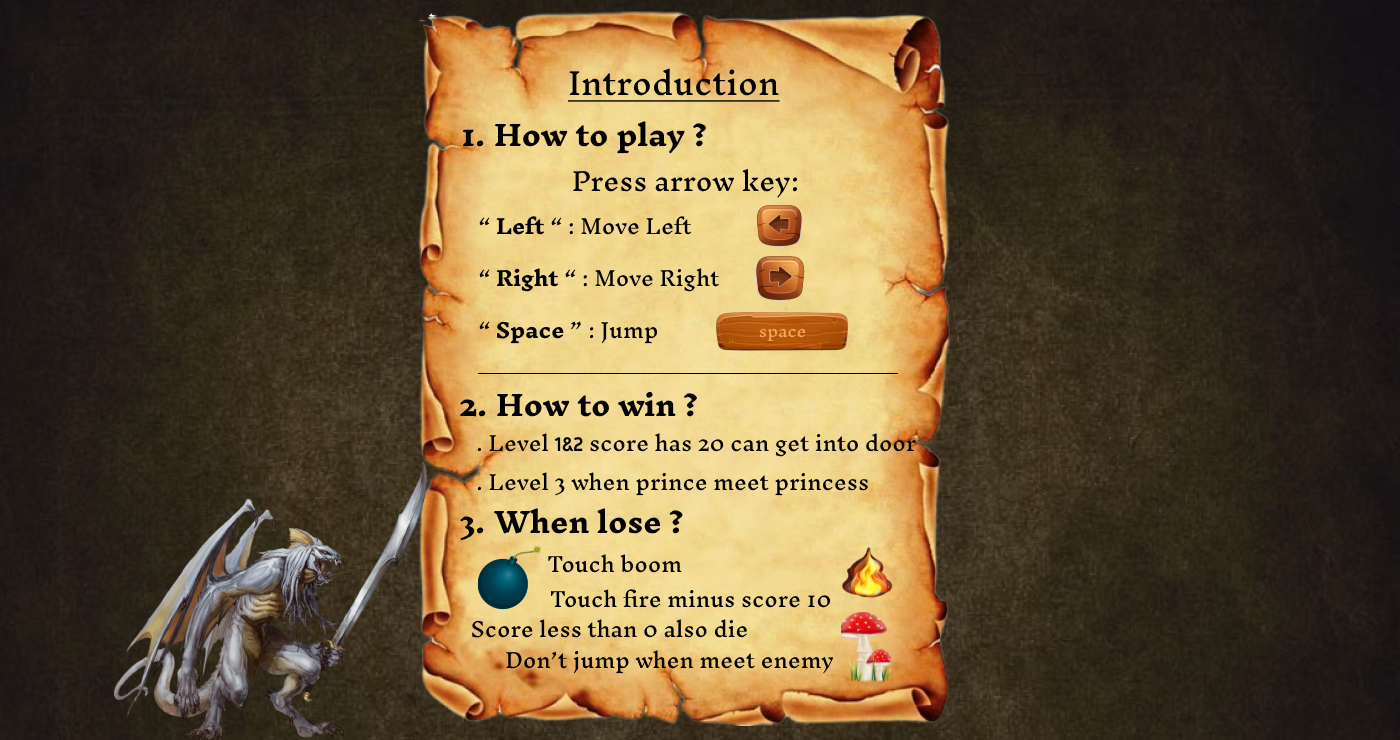 Introduction
1. How to play ?
Press arrow key:
“ Left “ : Move Left
“ Right “ : Move Right
“ Space ” : Jump
space
2. How to win ?
. Level 1&2 score has 20 can get into door
. Level 3 when prince meet princess
3. When lose ?
Touch boom
Touch fire minus score 10
Score less than 0 also die
Don’t jump when meet enemy